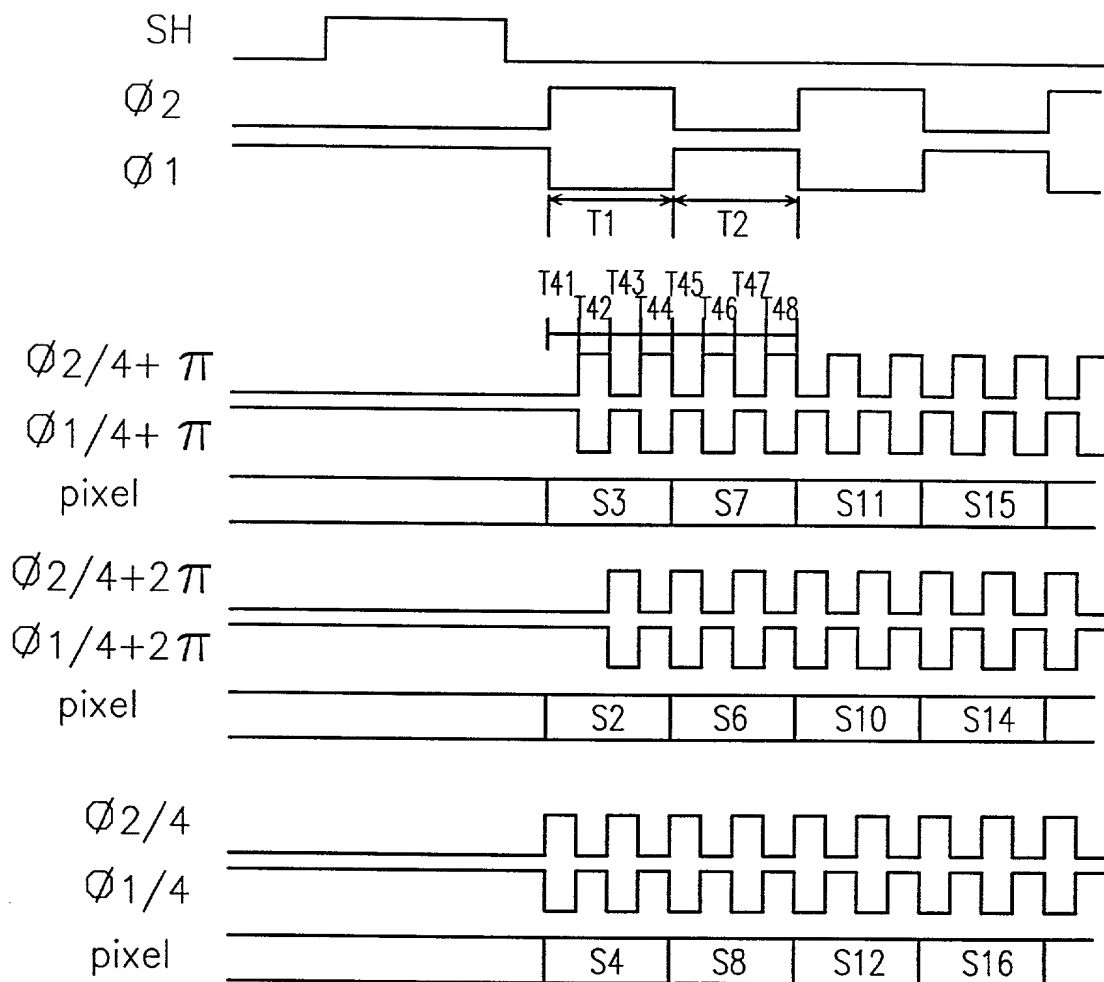 SH
Ø2
Ø1
T1 T2
T41 T43 T45 T47
T42 T44 T46 T48
Ø2/4+ π
Ø1/4+ π
pixel S3 S7 S11 S15
Ø2/4+2π
Ø1/4+2π
pixel S2 S6 S10 S14
Ø2/4
Ø1/4
pixel S4 S8 S12 S16